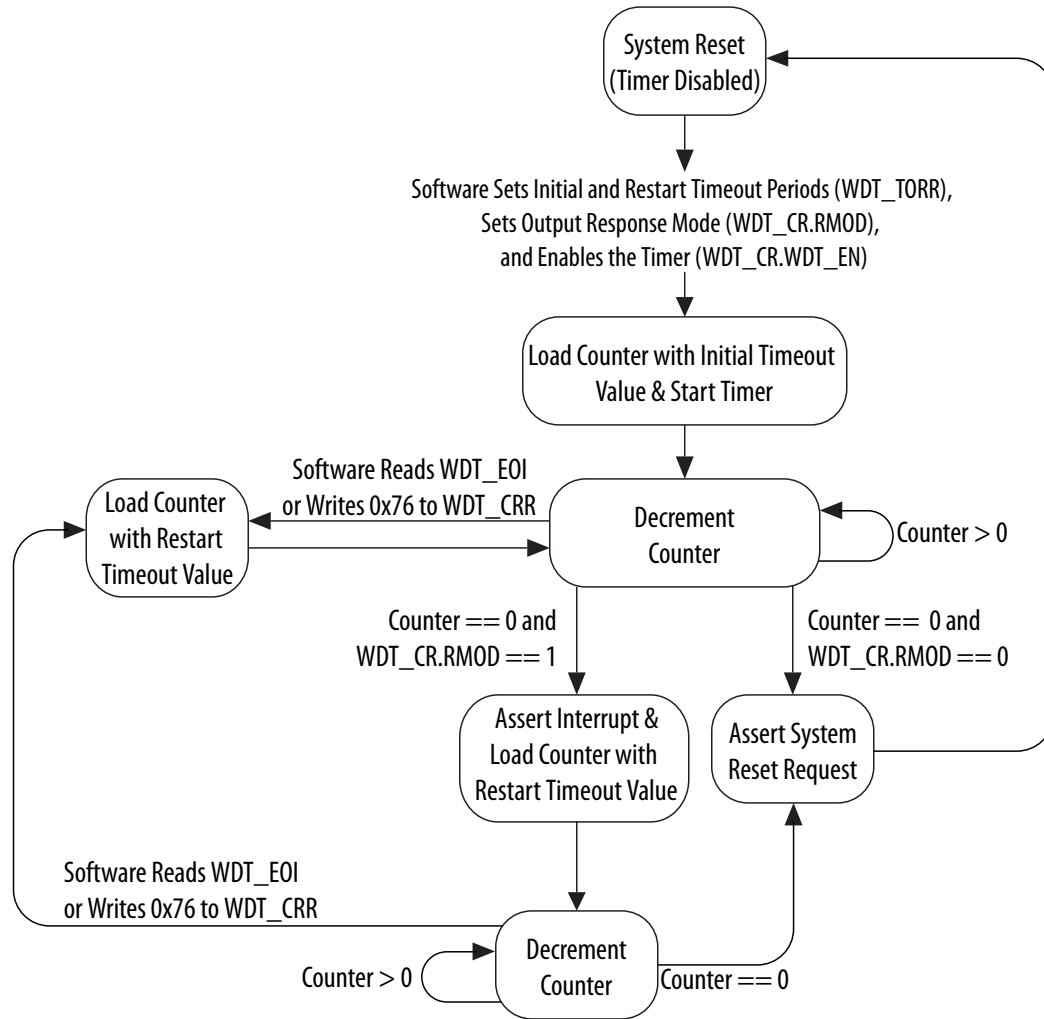 System Reset
(Timer Disabled)
Software Sets Initial and Restart Timeout Periods (WDT_TORR),
Sets Output Response Mode (WDT_CR.RMOD),
and Enables the Timer (WDT_CR.WDT_EN)
Load Counter with Initial Timeout
Value & Start Timer
Software Reads WDT_EOI
or Writes 0x76 to WDT_CRR
Load Counter
with Restart
Timeout Value
Decrement
Counter
Counter > 0
Counter == 0 and
WDT_CR.RMOD == 1
Counter == 0 and
WDT_CR.RMOD == 0
Assert Interrupt &
Load Counter with
Restart Timeout Value
Assert System
Reset Request
Software Reads WDT_EOI
or Writes 0x76 to WDT_CRR
Counter > 0
Decrement
Counter
Counter == 0